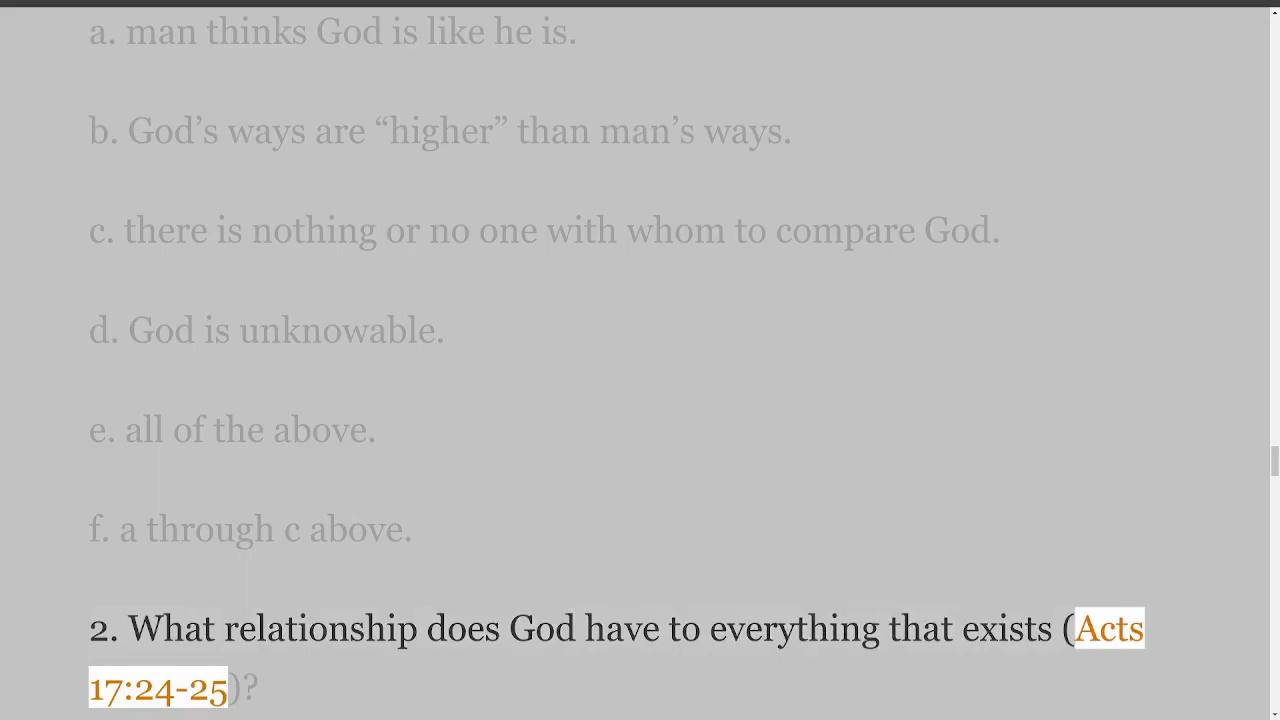 a. man thinks God is like he is.
b. God’s ways are “higher” than man’s ways.
c. there is nothing or no one with whom to compare God.
d. God is unknowable.
e. all of the above.
f. a through c above.
2. What relationship does God have to everything that exists (Acts
17:24-25)?